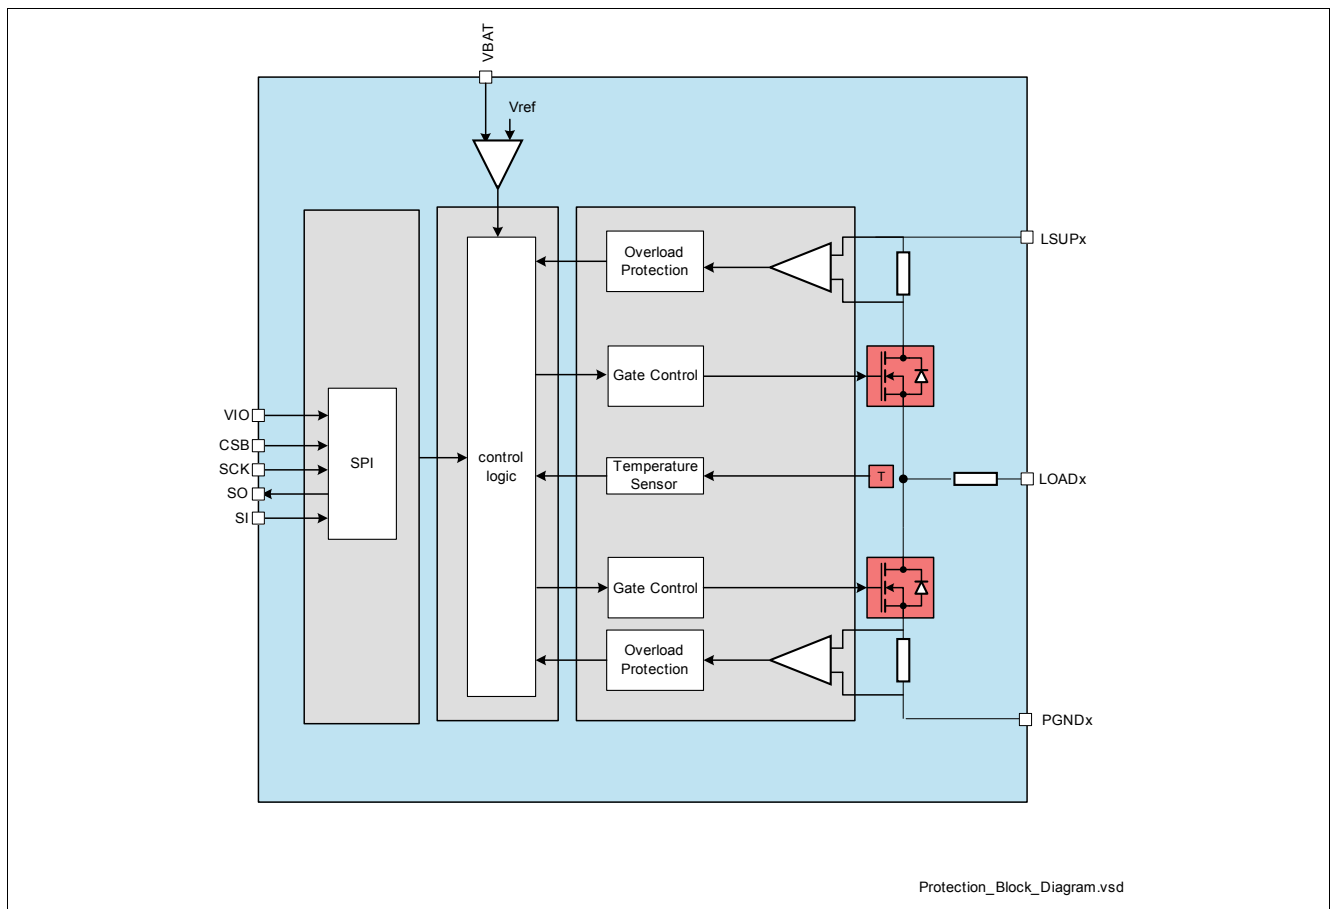 VBAT
Vref
Overload
Protection
LSUPx
Gate Control
VIO
CSB
SCK
SO
SI
SPI
control
logic
Temperature
Sensor
T
LOADx
Gate Control
Overload
Protection
PGNDx
Protection_Block_Diagram.vsd